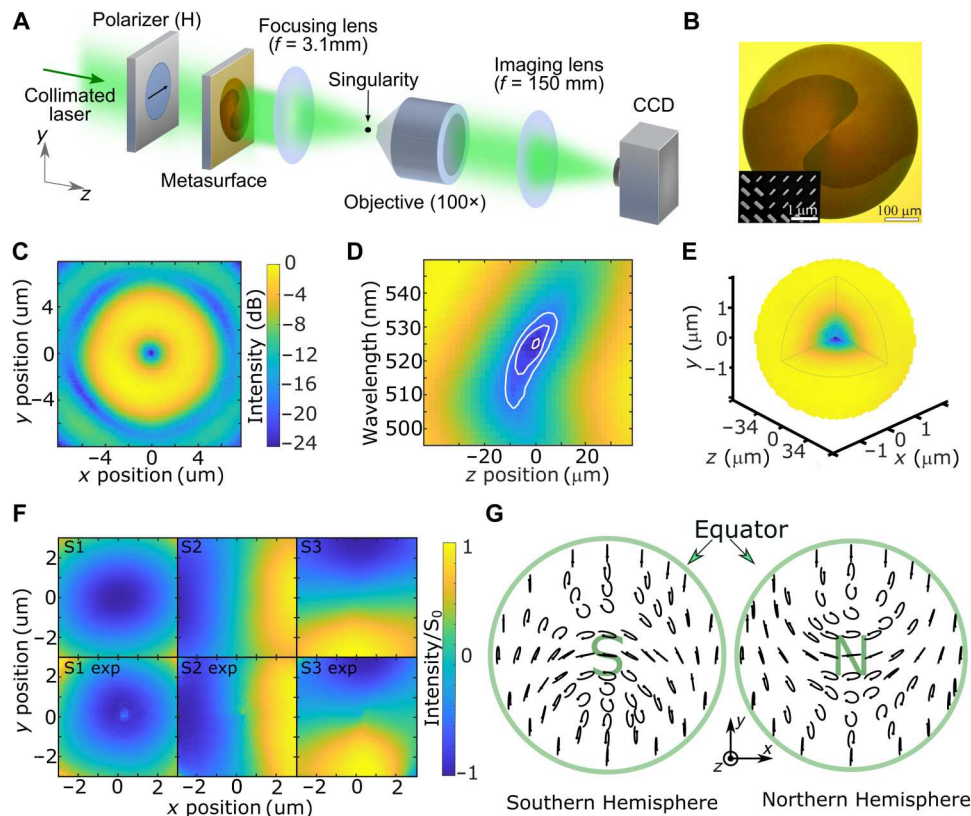 A
Polarizer (H)
Focusing lens
(f = 3.1mm)
Singularity
Imaging lens
(f = 150 mm)
CCD
Collimated
laser
y
z
Metasurface
Objective (100×)
B
1 μm
100 μm
C
y position (um)
4
0
−4
−4
0
4
x position (um)
0
−4
−8
−12
−16
−20
−24
Intensity (dB)
D
Wavelength (nm)
540
530
520
510
500
−20
0
20
z position (μm)
E
y (μm)
1
0
−1
−34
0
34
z (μm)
−1
0
1
x (μm)
F
S1
S2
S3
S1 exp
S2 exp
S3 exp
y position (um)
2
0
−2
2
0
−2
−2 0 2
−2 0 2
−2 0 2
x position (um)
1
0
−1
Intensity/S0
G
Equator
S
N
y
x
z
Southern Hemisphere
Northern Hemisphere